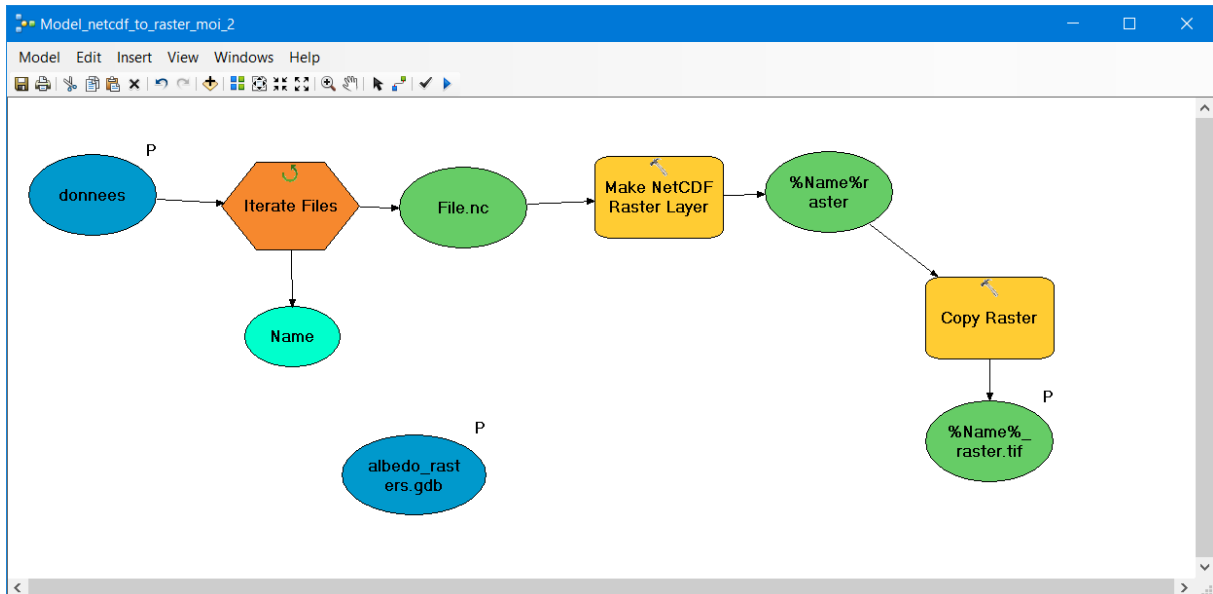 Model_netcdf_to_raster_moi_2
Model Edit Insert View Windows Help
P
donnees
Iterate Files
File.nc
Make NetCDF
Raster Layer
%Name%r
aster
Name
Copy Raster
P
%Name%_
raster.tif
P
albedo_rast
ers.gdb